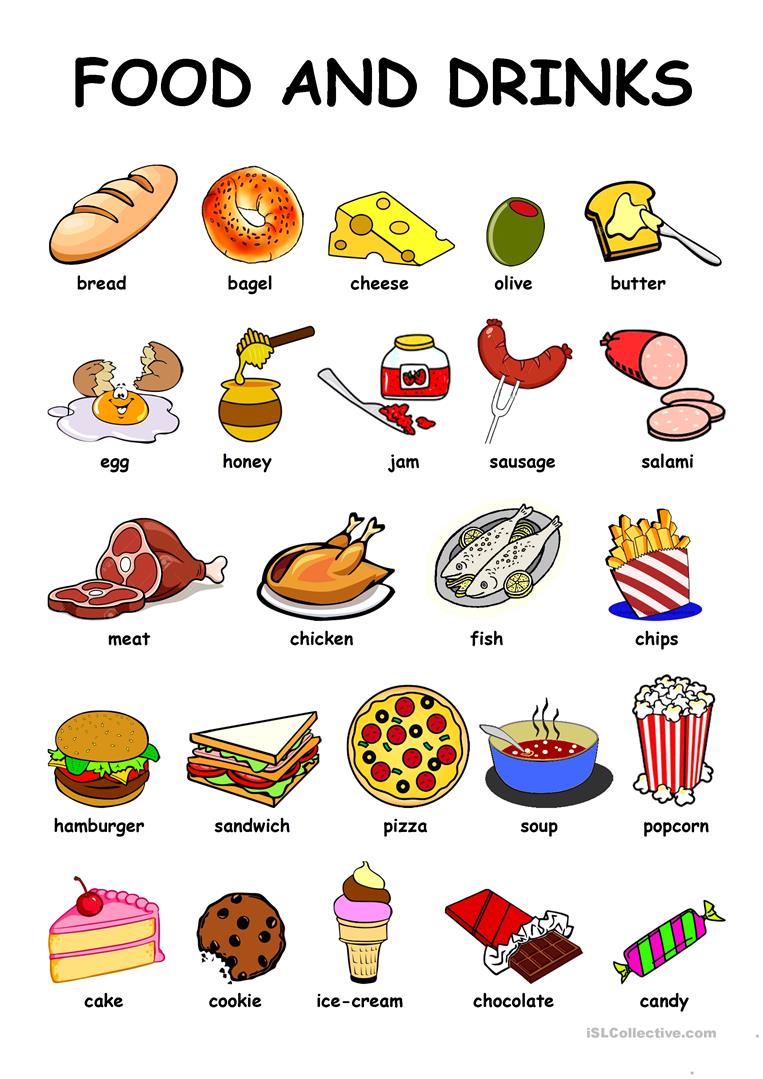 FOOD AND DRINKS
bread bagel cheese olive butter
egg honey jam sausage salami
meat chicken fish chips
hamburger sandwich pizza soup popcorn
cake cookie ice-cream chocolate candy
iSLCollective.com